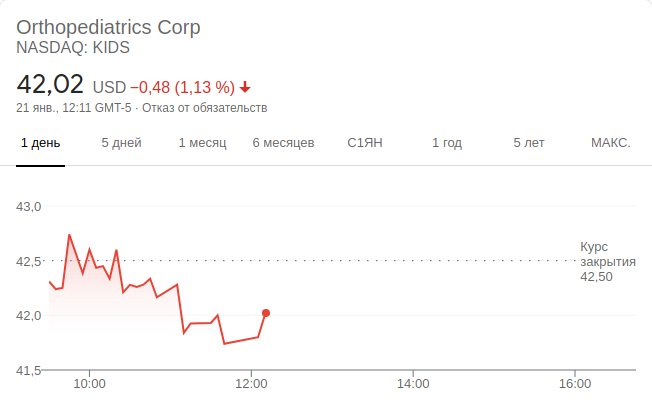 Orthopediatrics Corp
NASDAQ: KIDS
42,02 USD −0,48 (1,13 %)
21 янв., 12:11 GMT-5 · Отказ от обязательств
1 день 5 дней 1 месяц 6 месяцев С1ЯН 1 год 5 лет МАКС.
43,0
42,5
42,0
41,5
Курс
закрытия
42,50
10:00 12:00 14:00 16:00